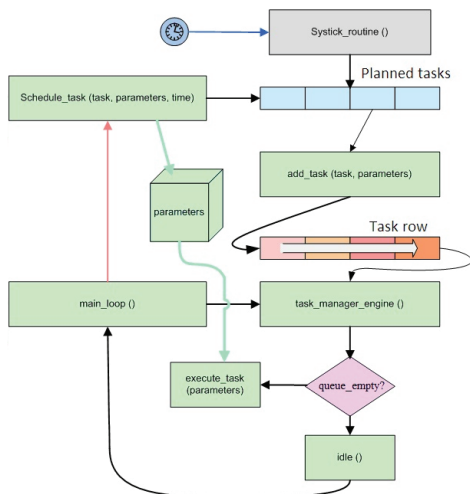 Systick_routine ()
Planned tasks
Schedule_task (task, parameters, time)
add_task (task, parameters)
parameters
Task row
main_loop ()
task_manager_engine ()
execute_task
(parameters)
queue_empty?
idle ()